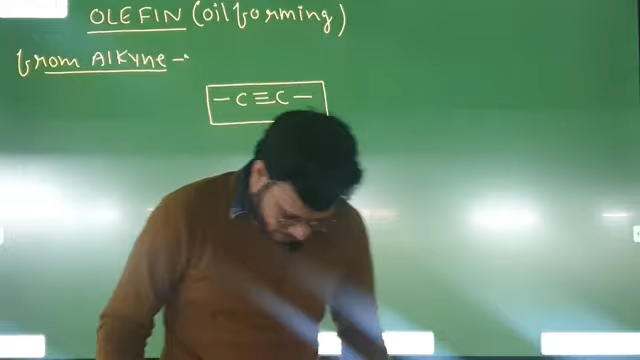 OLEFIN (oil forming)
from Alkyne -
- C ≡ C -